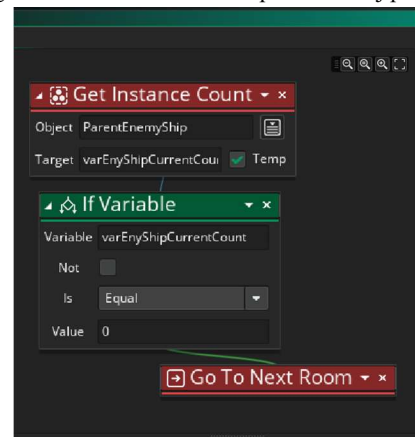 Get Instance Count
Object ParentEnemyShip
Target varEnyShipCurrentCou Temp
If Variable
Variable varEnyShipCurrentCount
Not
Is Equal
Value 0
Go To Next Room